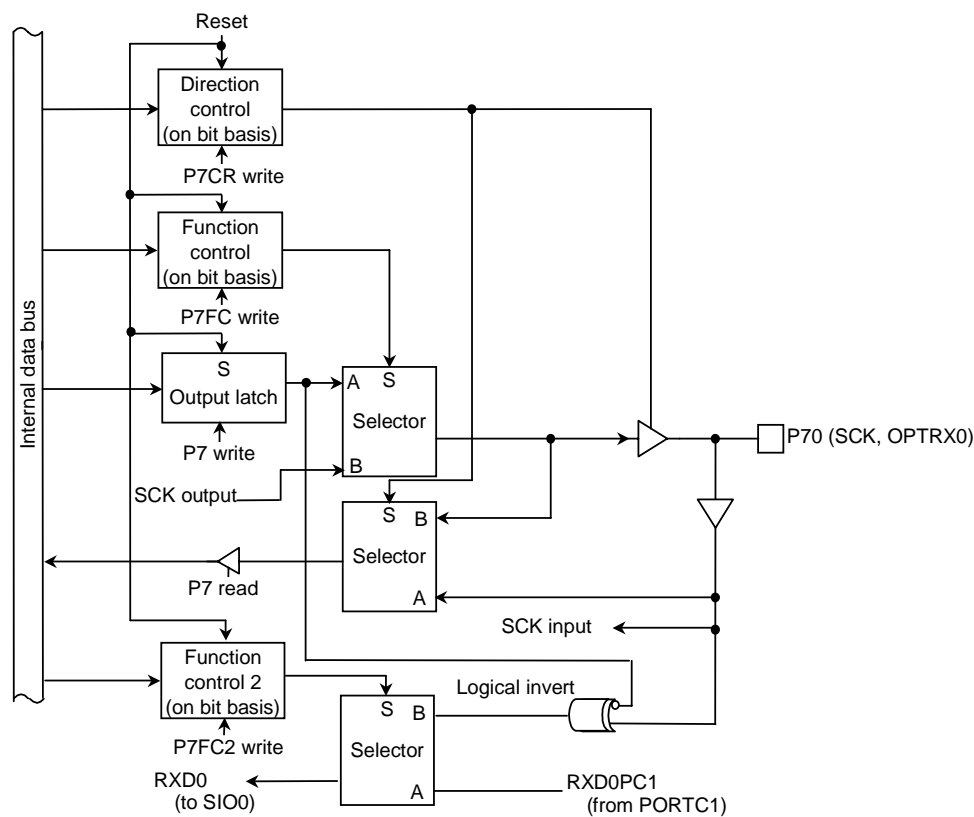 Reset
Direction
control
(on bit basis)
P7CR write
Function
control
(on bit basis)
P7FC write
Internal data bus
S
Output latch
P7 write
A
S
Selector
B
SCK output
P70 (SCK, OPTRX0)
S
B
Selector
A
P7 read
SCK input
Function
control 2
(on bit basis)
P7FC2 write
Logical invert
S
B
Selector
A
RXD0
(to SIO0)
RXD0PC1
(from PORTC1)